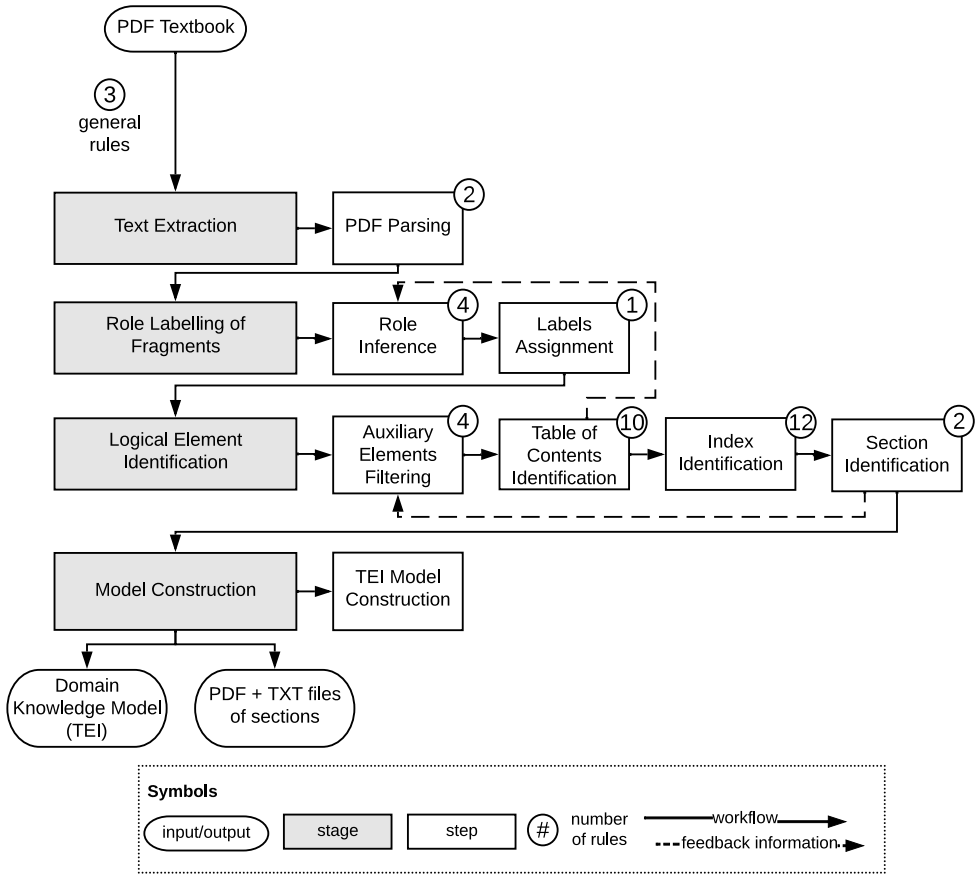 PDF Textbook
3
general
rules
Text Extraction
PDF Parsing
2
Role Labelling of
Fragments
Role
Inference
4
Labels
Assignment
1
Logical Element
Identification
Auxiliary
Elements
Filtering
4
Table of
Contents
Identification
10
Index
Identification
12
Section
Identification
2
Model Construction
TEI Model
Construction
Domain
Knowledge Model
(TEI)
PDF + TXT files
of sections
Symbols
input/output
stage
step
#
number
of rules
workflow
feedback information